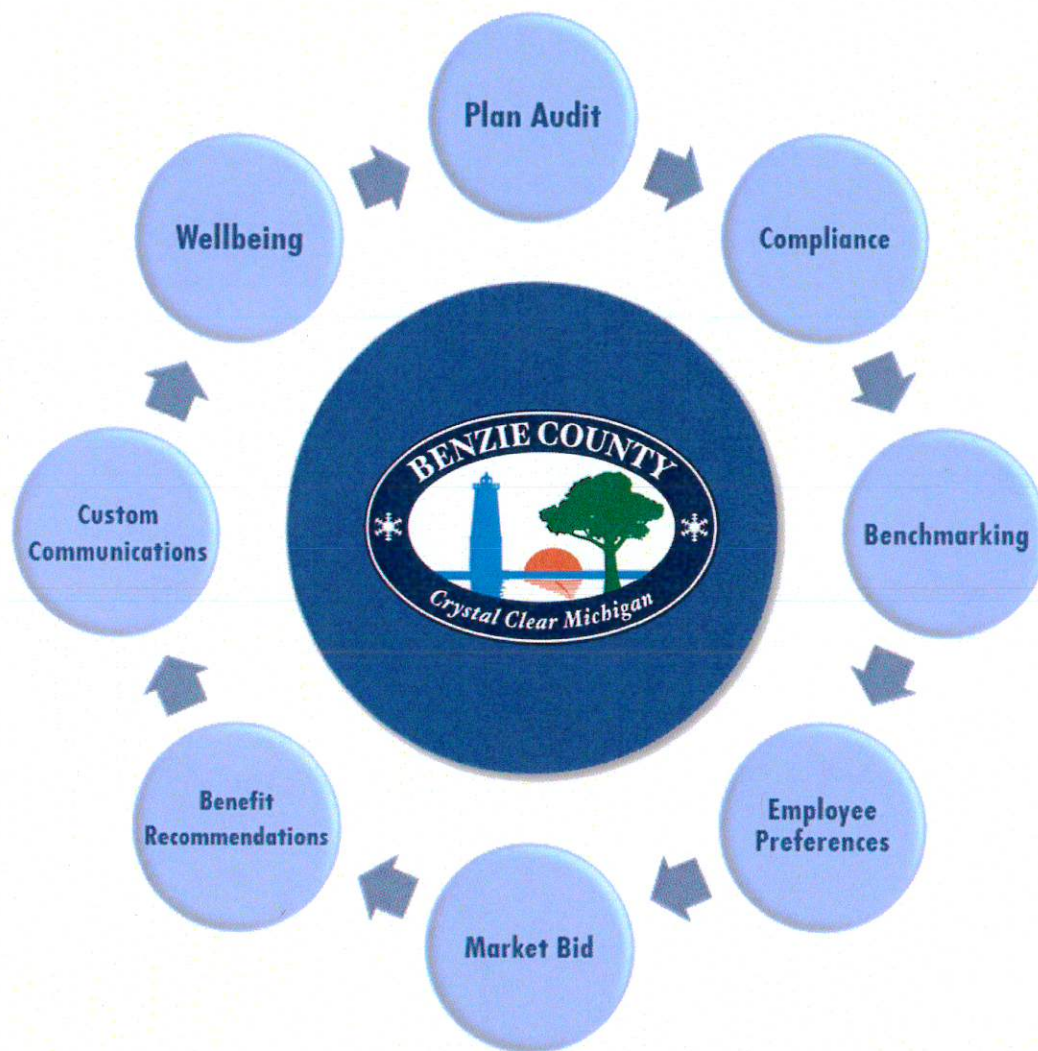 Plan Audit
Compliance
Benchmarking
Employee
Preferences
Market Bid
Benefit
Recommendations
Custom
Communications
Wellbeing
BENZIE COUNTY
Crystal Clear Michigan